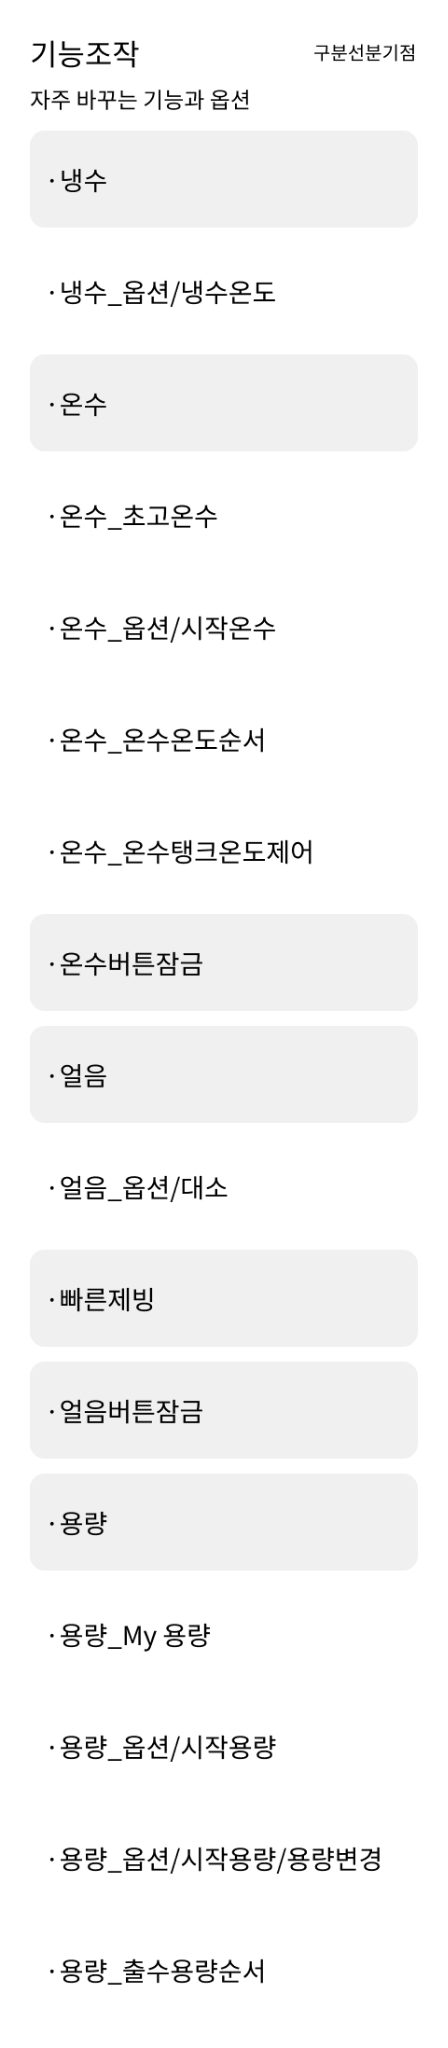 기능조작
구분선분기점
자주 바꾸는 기능과 옵션
· 냉수
· 냉수_옵션/냉수온도
· 온수
· 온수_초고온수
· 온수_옵션/시작온수
· 온수_온수온도순서
· 온수_온수탱크온도제어
· 온수버튼잠금
· 얼음
· 얼음_옵션/대소
· 빠른제빙
· 얼음버튼잠금
· 용량
· 용량_My 용량
· 용량_옵션/시작용량
· 용량_옵션/시작용량/용량변경
· 용량_출수용량순서